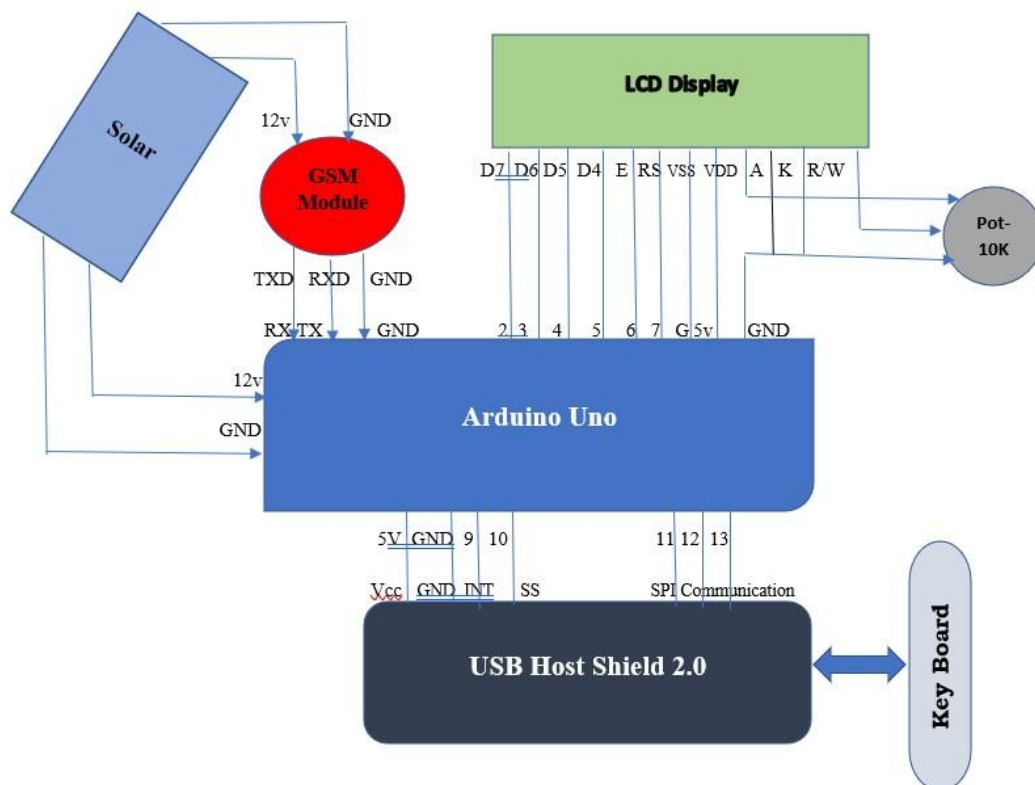 LCD Display
Solar
12v GND
GSM
Module
D7 D6 D5 D4 E RS VSS VDD A K R/W
Pot-
10K
TXD RXD GND
RX TX GND 2 3 4 5 6 7 G 5v GND
12v
Arduino Uno
GND
5V GND 9 10 11 12 13
Vcc GND INT SS SPI Communication
USB Host Shield 2.0
Key Board